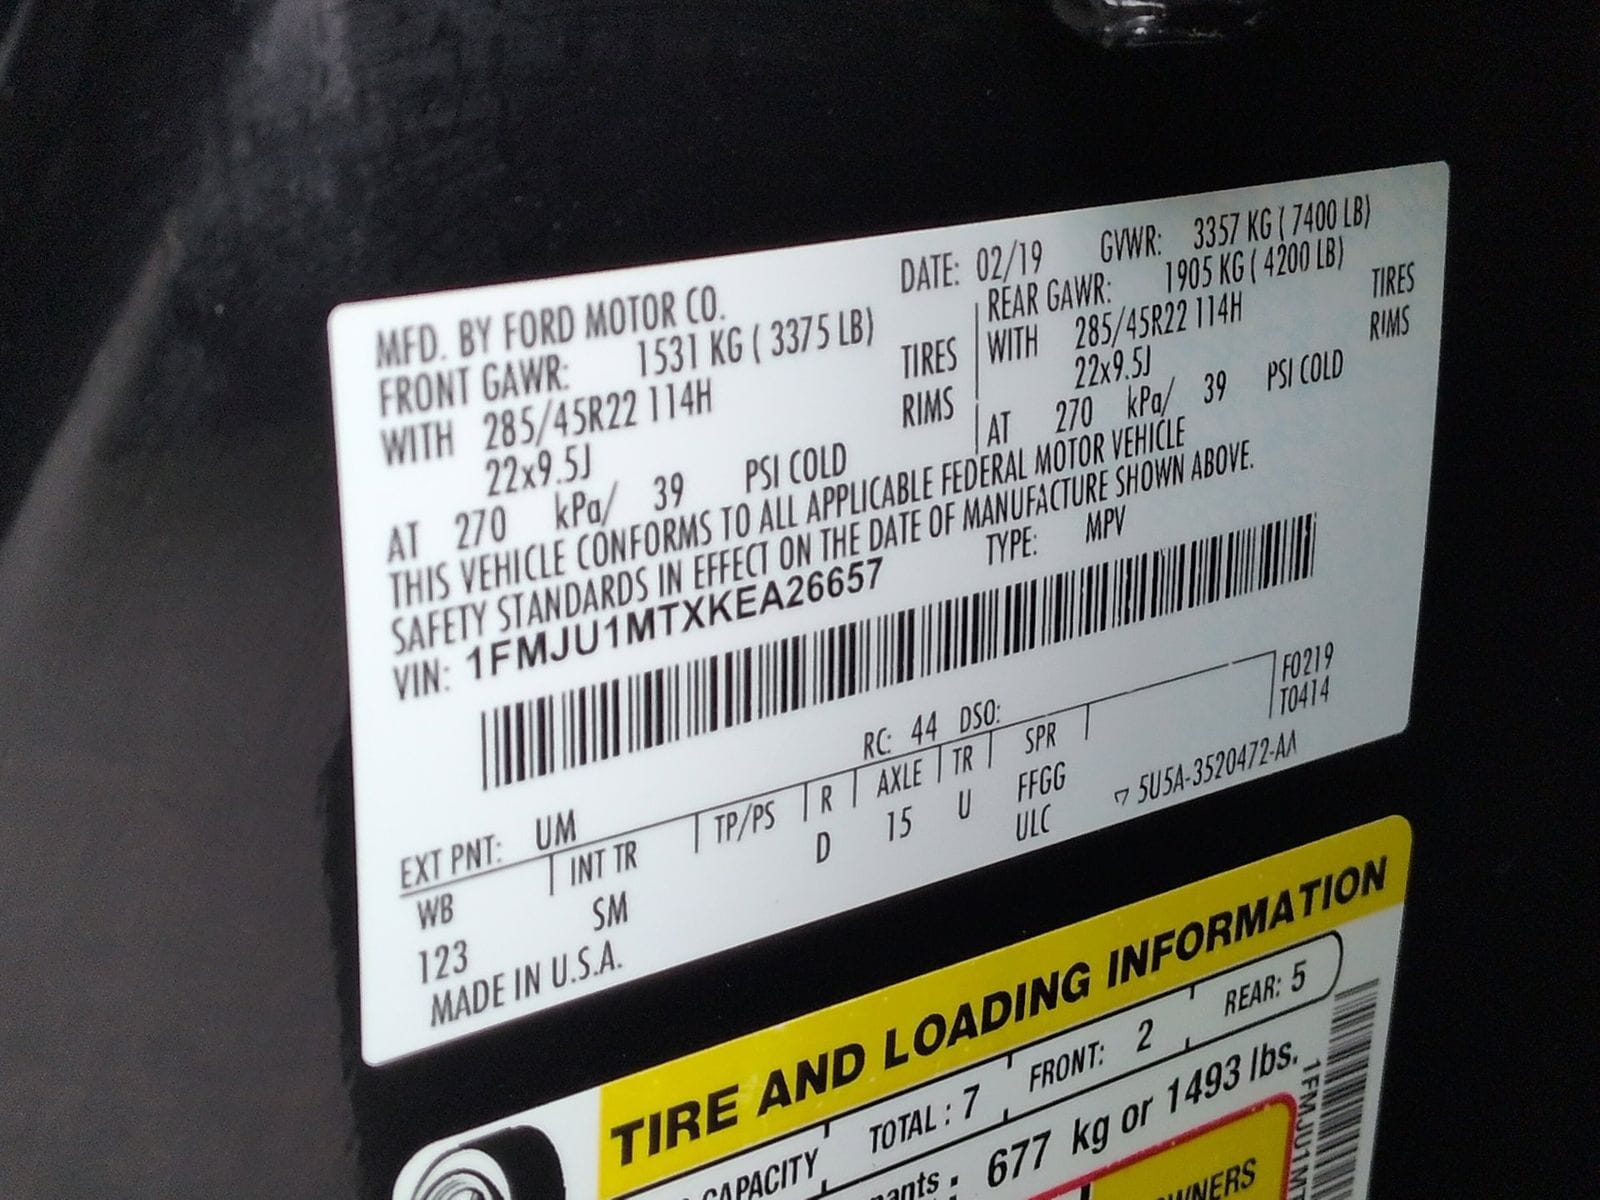 MFD. BY FORD MOTOR CO. DATE: 02/19 GVWR: 3357 KG ( 7400 LB)
FRONT GAWR: 1531 KG ( 3375 LB) REAR GAWR: 1905 KG ( 4200 LB)
WITH 285/45R22 114H TIRES WITH 285/45R22 114H TIRES
22x9.5J RIMS 22x9.5J RIMS
AT 270 kPa/ 39 PSI COLD AT 270 kPa/ 39 PSI COLD
THIS VEHICLE CONFORMS TO ALL APPLICABLE FEDERAL MOTOR VEHICLE
SAFETY STANDARDS IN EFFECT ON THE DATE OF MANUFACTURE SHOWN ABOVE.
VIN: 1FMJU1MTXKEA26657 TYPE: MPV
EXT PNT: UM RC: 44 DSO: F0219
WB INT TR TP/PS R AXLE TR SPR T0414
123 SM D 15 U FFGG
ULC
MADE IN U.S.A. 5U5A-3520472-AA
TIRE AND LOADING INFORMATION
CAPACITY TOTAL : 7 FRONT: 2 REAR: 5
677 kg or 1493 lbs.
1FMJU1MT